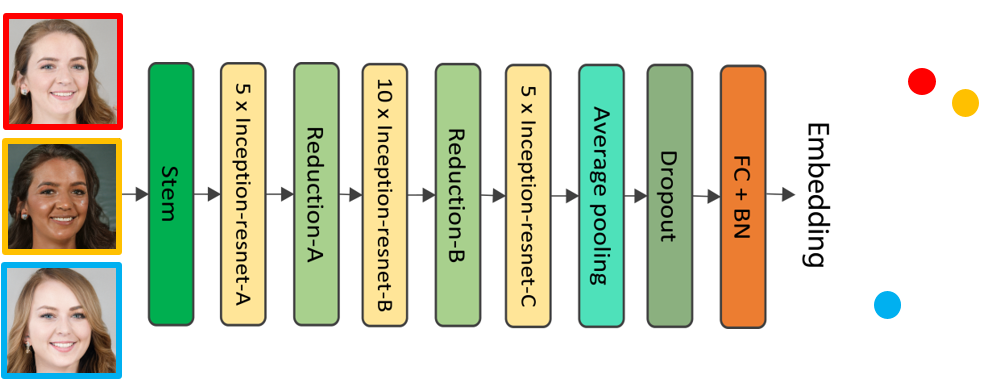 Stem
5 x Inception-resnet-A
Reduction-A
10 x Inception-resnet-B
Reduction-B
5 x Inception-resnet-C
Average pooling
Dropout
FC + BN
Embedding